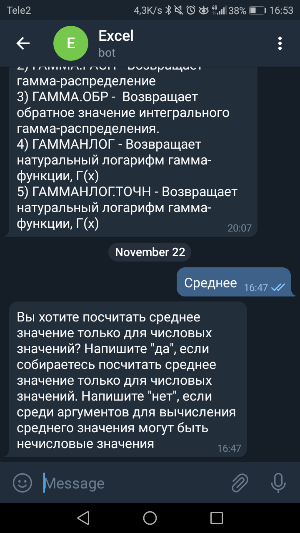 Tele2
4,3K/s
38%
16:53
E
Excel
bot
гамма-распределение
3) ГАММА.ОБР - Возвращает
обратное значение интегрального
гамма-распределения.
4) ГАММАНЛОГ - Возвращает
натуральный логарифм гамма-
функции, Г(x)
5) ГАММАНЛОГ.ТОЧН - Возвращает
натуральный логарифм гамма-
функции, Г(x)
20:07
November 22
Среднее
16:47
Вы хотите посчитать среднее
значение только для числовых
значений? Напишите "да", если
собираетесь посчитать среднее
значение только для числовых
значений. Напишите "нет", если
среди аргументов для вычисления
среднего значения могут быть
нечисловые значения
16:47
Message